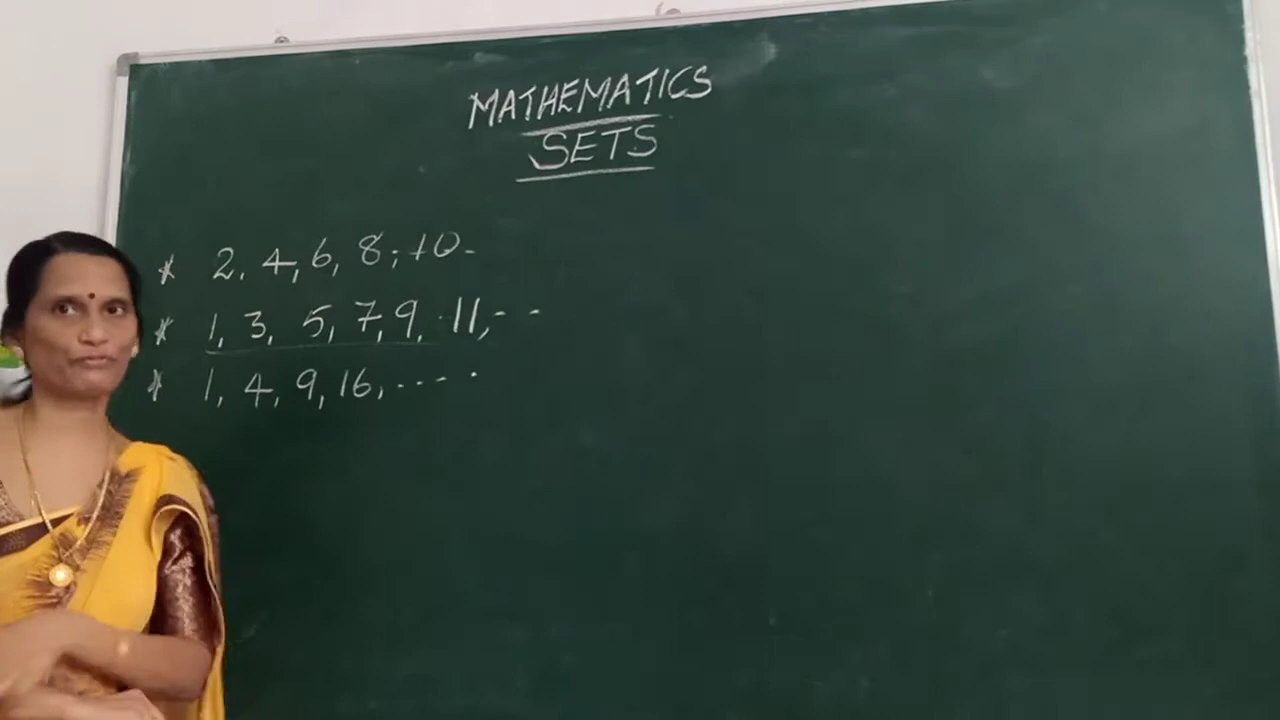 MATHEMATICS
SETS
* 2, 4, 6, 8, 10-
* 1, 3, 5, 7, 9, 11, - -
* 1, 4, 9, 16, ----